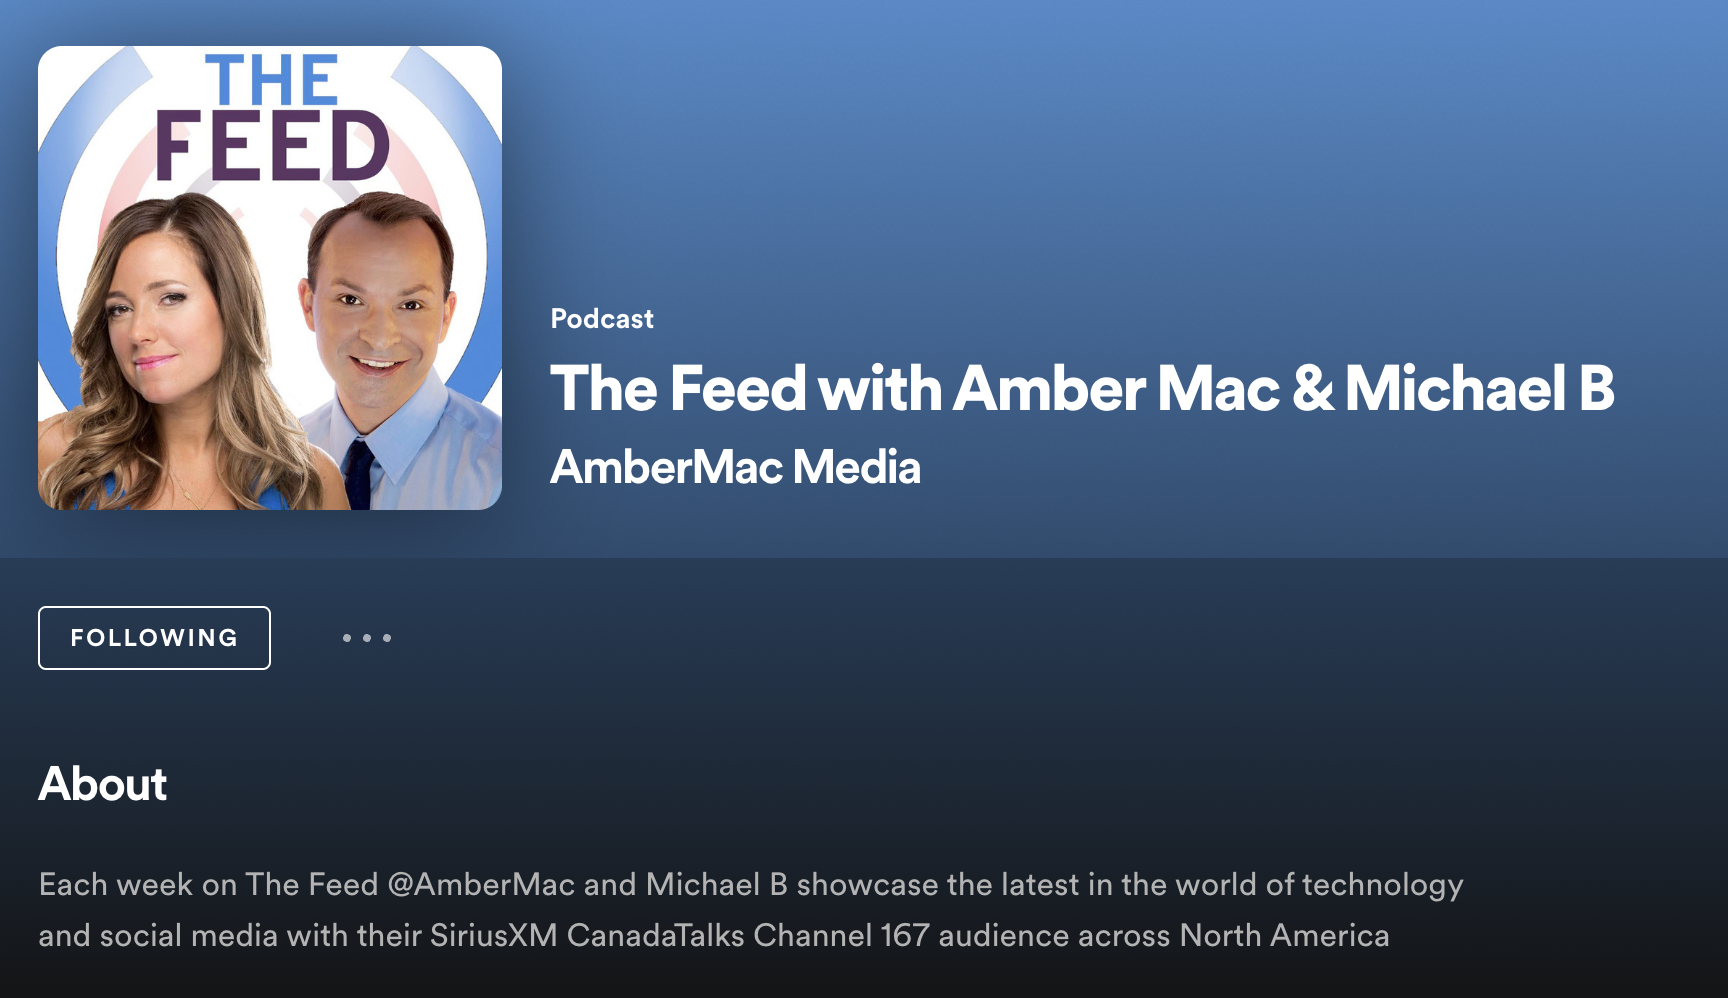 THE
FEED
Podcast
The Feed with Amber Mac & Michael B
AmberMac Media
FOLLOWING
About
Each week on The Feed @AmberMac and Michael B showcase the latest in the world of technology
and social media with their SiriusXM CanadaTalks Channel 167 audience across North America